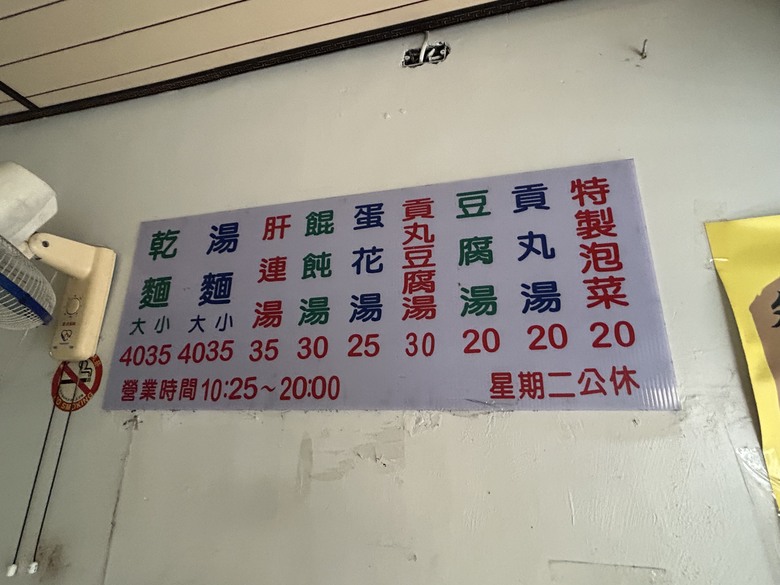 特製泡菜 20
貢丸湯 20
豆腐湯 20
貢丸豆腐湯 30
蛋花湯 25
餛飩湯 30
肝連湯 35
湯麵 大小 4035
乾麵 大小 4035
營業時間10:25~20:00
星期二公休